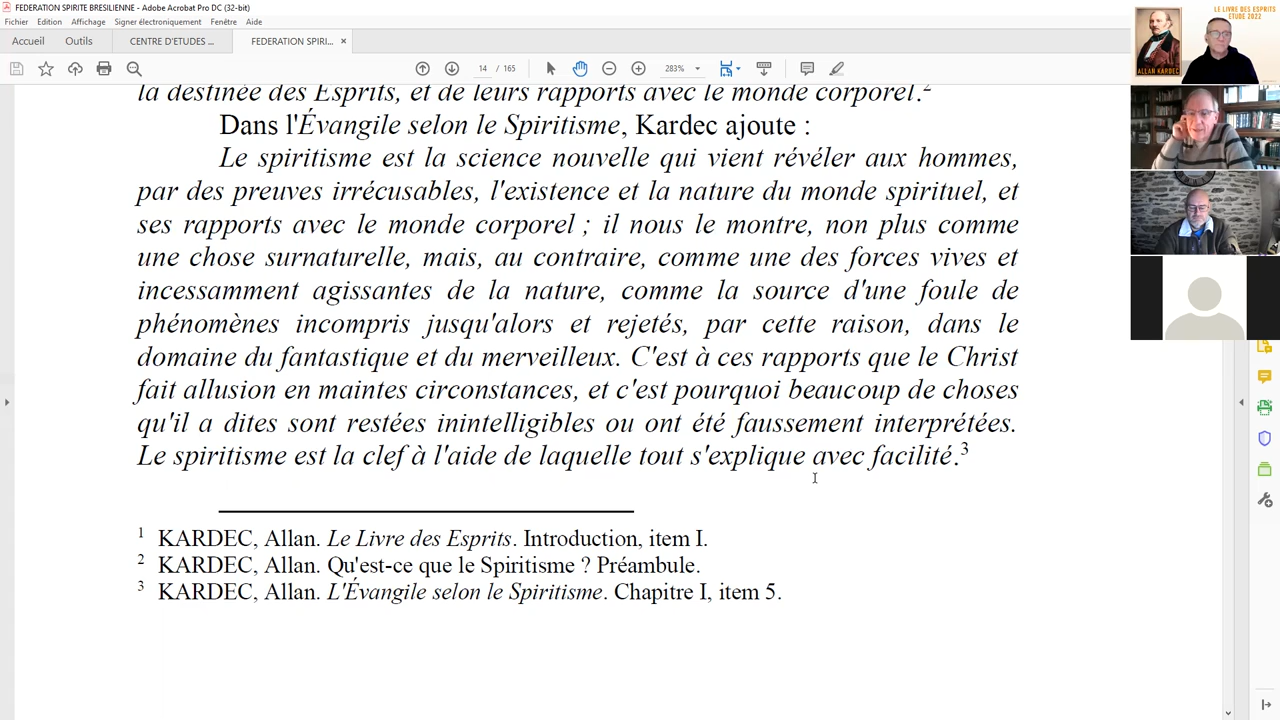 FEDERATION SPIRITE BRESILIENNE - Adobe Acrobat Pro DC (32-bit)
Fichier Edition Affichage Signer électroniquement Fenêtre Aide
Accueil Outils CENTRE D'ETUDES ... FEDERATION SPIRI... ×
14 / 165 283%
LE LIVRE DES ESPRITS
ETUDE 2022
ALLAN KARDEC
la destinée des Esprits, et de leurs rapports avec le monde corporel.2
Dans l'Évangile selon le Spiritisme, Kardec ajoute :
Le spiritisme est la science nouvelle qui vient révéler aux hommes,
par des preuves irrécusables, l'existence et la nature du monde spirituel, et
ses rapports avec le monde corporel ; il nous le montre, non plus comme
une chose surnaturelle, mais, au contraire, comme une des forces vives et
incessamment agissantes de la nature, comme la source d'une foule de
phénomènes incompris jusqu'alors et rejetés, par cette raison, dans le
domaine du fantastique et du merveilleux. C'est à ces rapports que le Christ
fait allusion en maintes circonstances, et c'est pourquoi beaucoup de choses
qu'il a dites sont restées inintelligibles ou ont été faussement interprétées.
Le spiritisme est la clef à l'aide de laquelle tout s'explique avec facilité.3
1 KARDEC, Allan. Le Livre des Esprits. Introduction, item I.
2 KARDEC, Allan. Qu'est-ce que le Spiritisme ? Préambule.
3 KARDEC, Allan. L'Évangile selon le Spiritisme. Chapitre I, item 5.